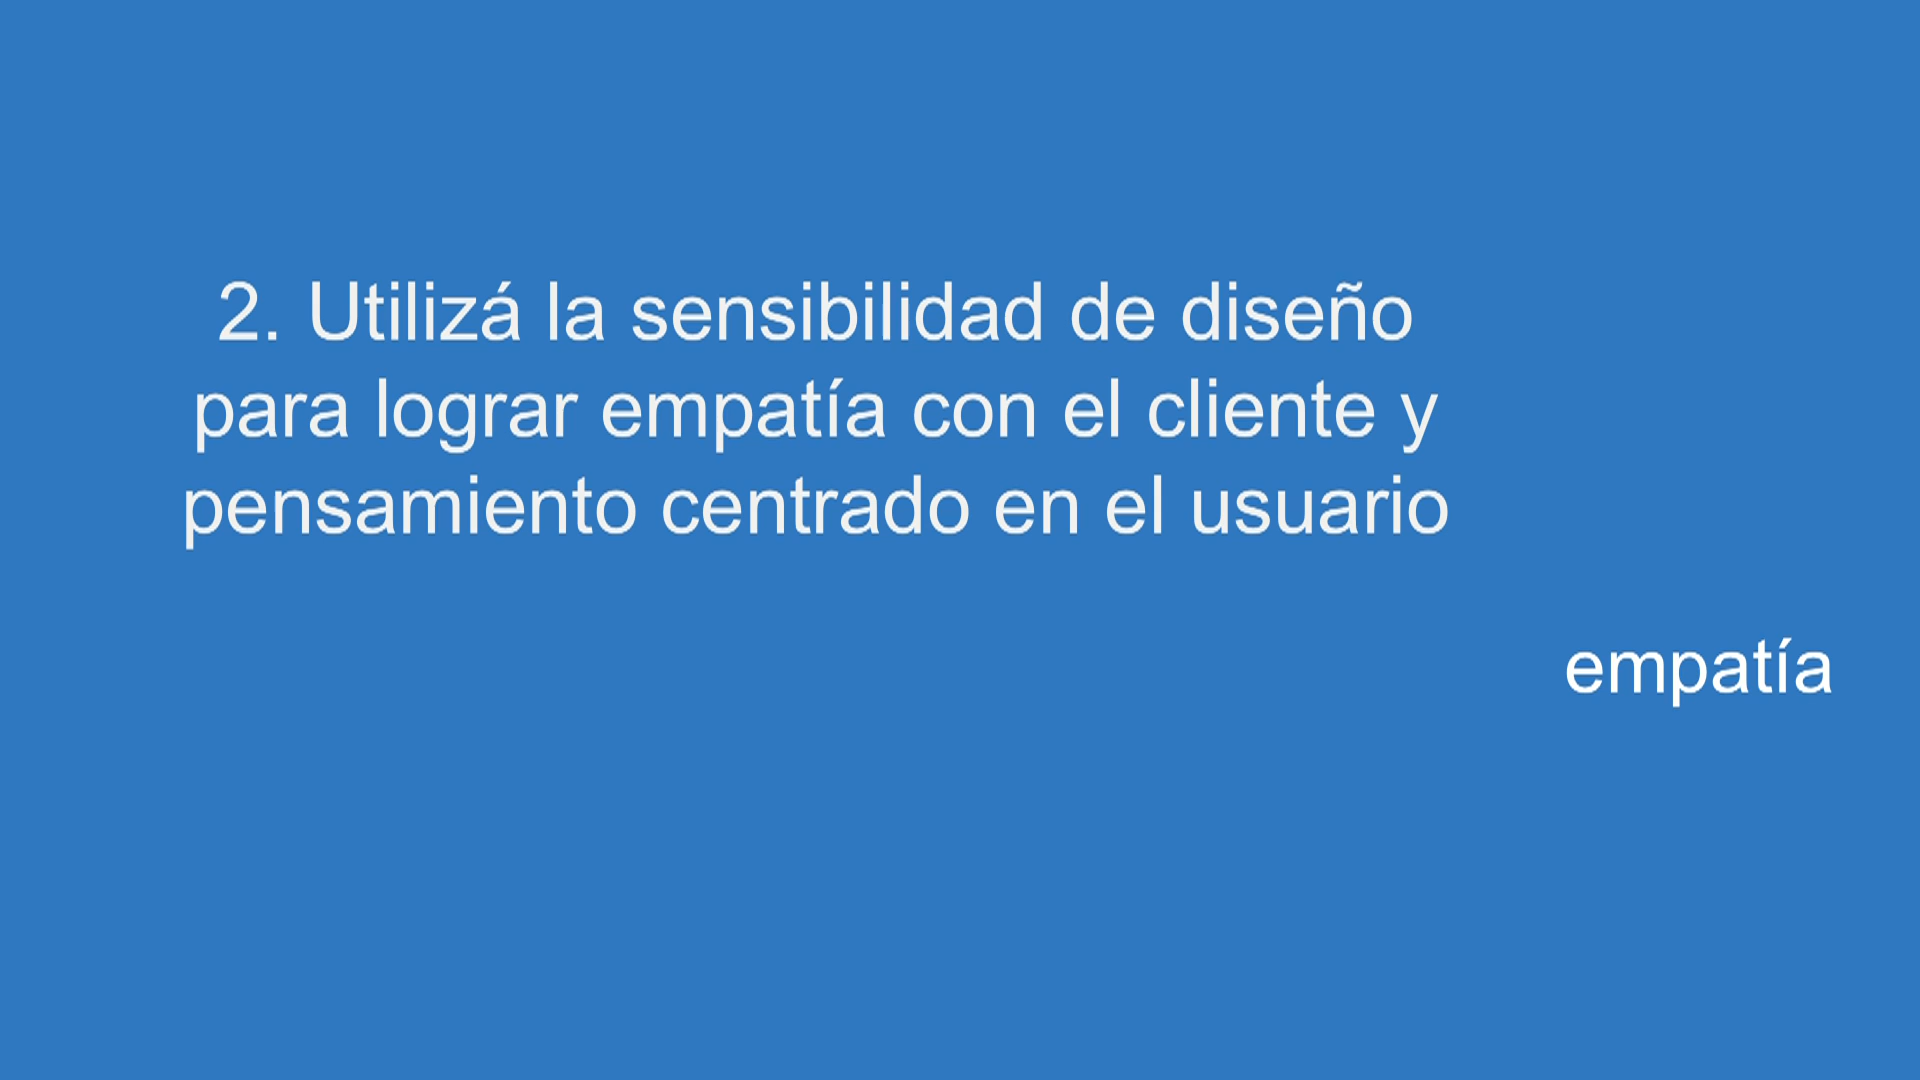 2. Utilizá la sensibilidad de diseño
para lograr empatía con el cliente y
pensamiento centrado en el usuario
empatía